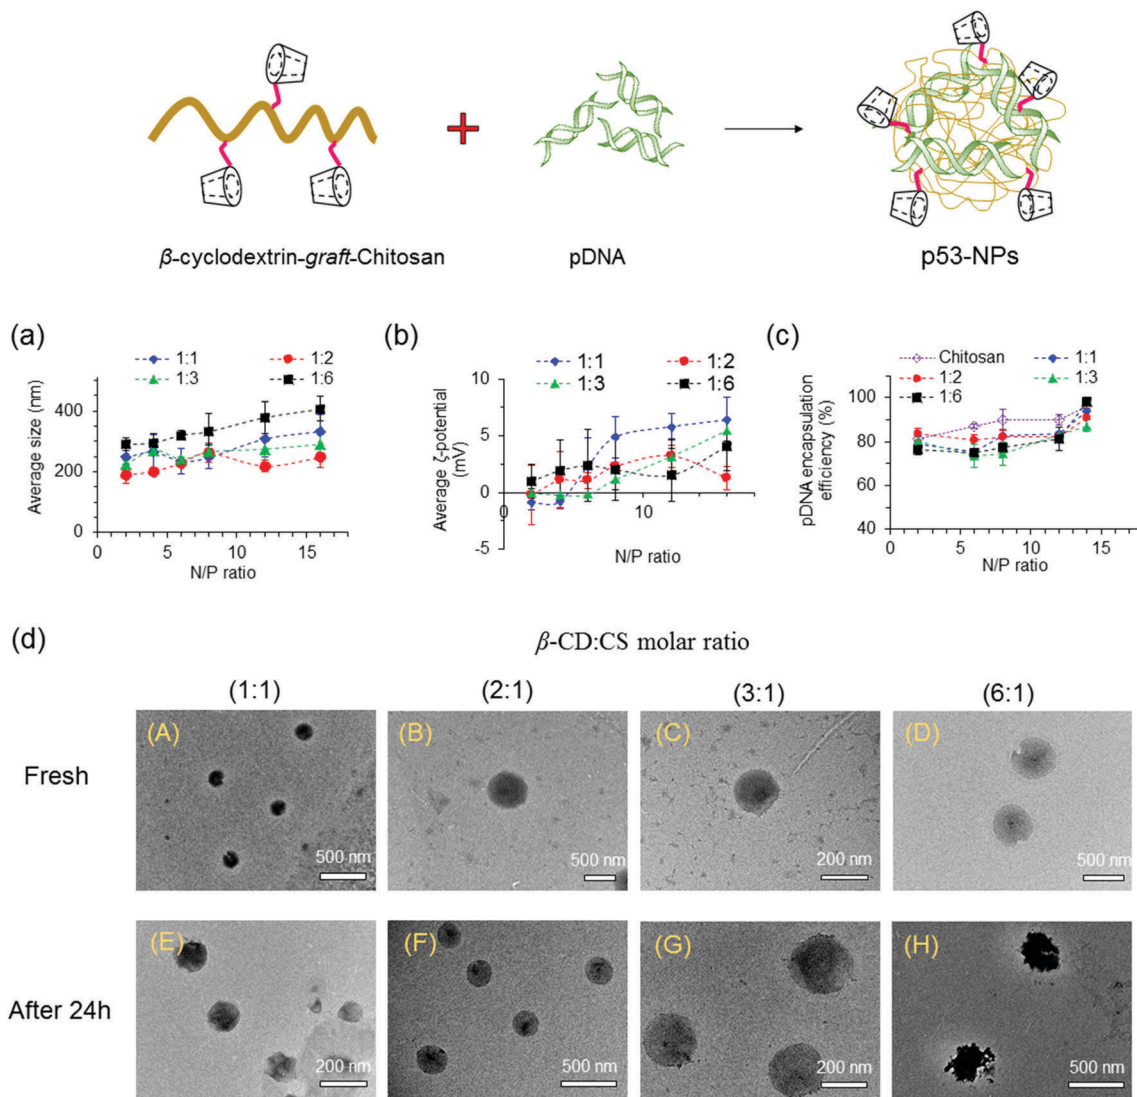 β-cyclodextrin-graft-Chitosan
pDNA
p53-NPs
(a)
1:1
1:2
1:3
1:6
Average size (nm)
400
200
0
0
5
10
15
N/P ratio
(b)
1:1
1:2
1:3
1:6
Average ζ-potential
(mV)
10
5
0
-5
10
N/P ratio
(c)
Chitosan
1:1
1:2
1:3
1:6
pDNA encapsulation
efficiency (%)
100
80
60
40
0
5
10
15
N/P ratio
(d)
β-CD:CS molar ratio
(1:1)
(2:1)
(3:1)
(6:1)
Fresh
(A)
500 nm
(B)
500 nm
(C)
200 nm
(D)
500 nm
After 24h
(E)
200 nm
(F)
500 nm
(G)
200 nm
(H)
500 nm